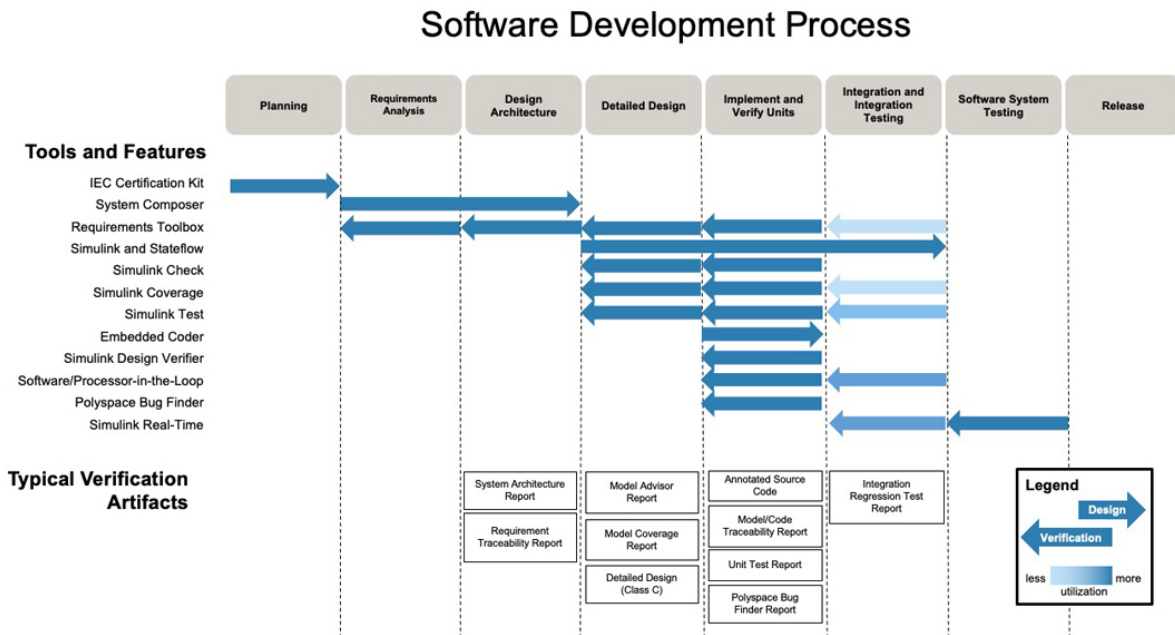 Software Development Process
Planning
Requirements
Analysis
Design
Architecture
Detailed Design
Implement and
Verify Units
Integration and
Integration
Testing
Software System
Testing
Release
Tools and Features
IEC Certification Kit
System Composer
Requirements Toolbox
Simulink and Stateflow
Simulink Check
Simulink Coverage
Simulink Test
Embedded Coder
Simulink Design Verifier
Software/Processor-in-the-Loop
Polyspace Bug Finder
Simulink Real-Time
Typical Verification
Artifacts
System Architecture
Report
Requirement
Traceability Report
Model Advisor
Report
Model Coverage
Report
Detailed Design
(Class C)
Annotated Source
Code
Model/Code
Traceability Report
Unit Test Report
Polyspace Bug
Finder Report
Integration
Regression Test
Report
Legend
Design
Verification
less more
utilization